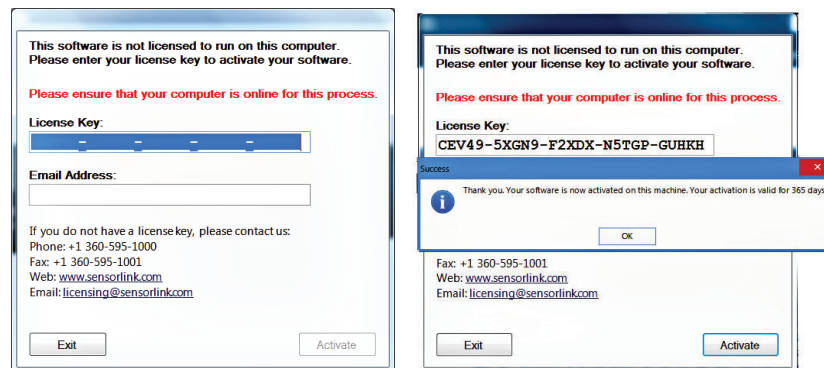 This software is not licensed to run on this computer.
Please enter your license key to activate your software.
Please ensure that your computer is online for this process.
License Key:
- - - -
Email Address:
If you do not have a license key, please contact us:
Phone: +1 360-595-1000
Fax: +1 360-595-1001
Web: www.sensorlink.com
Email: licensing@sensorlink.com
Exit
Activate
This software is not licensed to run on this computer.
Please enter your license key to activate your software.
Please ensure that your computer is online for this process.
License Key:
CEV49-5XGN9-F2XDX-N5TGP-GUHKH
Success
Thank you. Your software is now activated on this machine. Your activation is valid for 365 days
OK
Fax: +1 360-595-1001
Web: www.sensorlink.com
Email: licensing@sensorlink.com
Exit
Activate